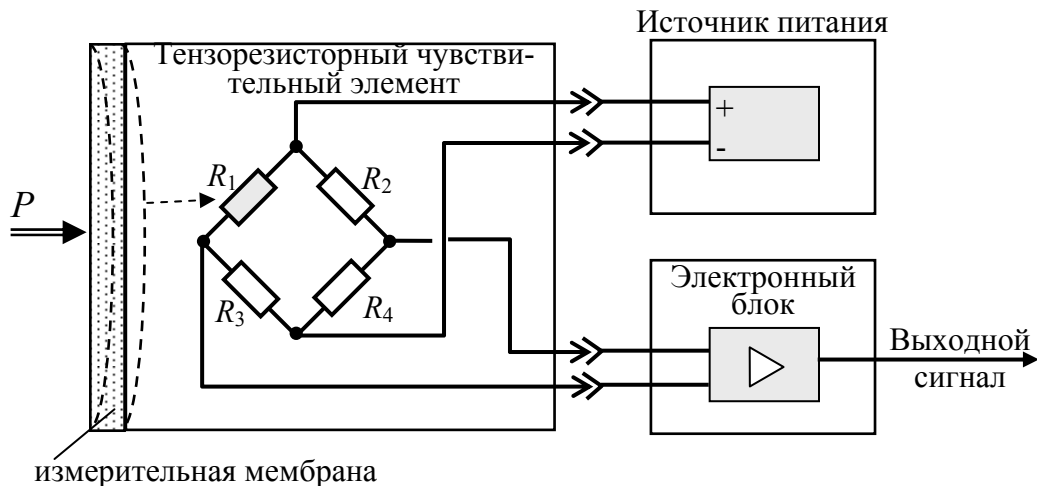 Источник питания
Тензорезисторный чувстви-
тельный элемент
+
-
R1
R2
P
R3
R4
Электронный
блок
Выходной
сигнал
измерительная мембрана